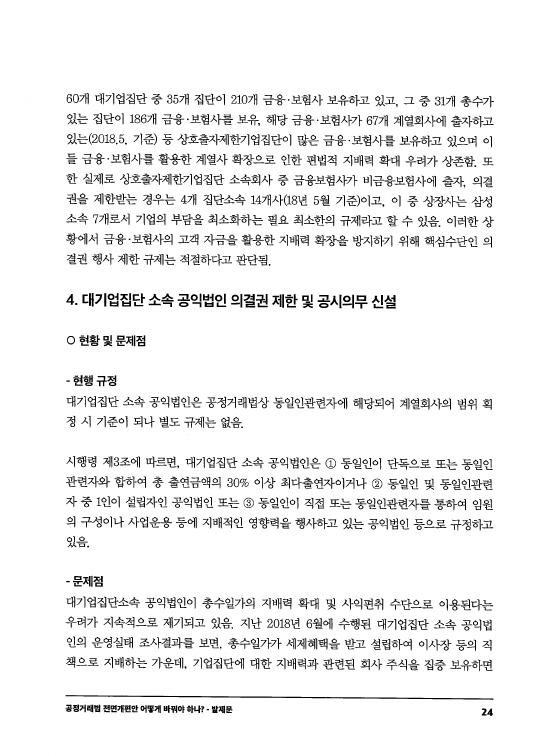 60개 대기업집단 중 35개 집단이 210개 금융·보험사 보유하고 있고, 그 중 31개 총수가
있는 집단이 186개 금융·보험사를 보유, 해당 금융·보험사가 67개 계열회사에 출자하고
있는(2018.5. 기준) 등 상호출자제한기업집단이 많은 금융·보험사를 보유하고 있으며 이
들 금융·보험사를 활용한 계열사 확장으로 인한 편법적 지배력 확대 우려가 상존함. 또
한 실제로 상호출자제한기업집단 소속회사 중 금융보험사가 비금융보험사에 출자, 의결
권을 제한받는 경우는 4개 집단소속 14개사(18년 5월 기준)이고, 이 중 상장사는 삼성
소속 7개로서 기업의 부담을 최소화하는 필요 최소한의 규제라고 할 수 있음. 이러한 상
황에서 금융·보험사의 고객 자금을 활용한 지배력 확장을 방지하기 위해 핵심수단인 의
결권 행사 제한 규제는 적절하다고 판단됨.
4. 대기업집단 소속 공익법인 의결권 제한 및 공시의무 신설
○ 현황 및 문제점
- 현행 규정
대기업집단 소속 공익법인은 공정거래법상 동일인관련자에 해당되어 계열회사의 범위 획
정 시 기준이 되나 별도 규제는 없음.
시행령 제3조에 따르면, 대기업집단 소속 공익법인은 ① 동일인이 단독으로 또는 동일인
관련자와 합하여 총 출연금액의 30% 이상 최다출연자이거나 ② 동일인 및 동일인관련
자 중 1인이 설립자인 공익법인 또는 ③ 동일인이 직접 또는 동일인관련자를 통하여 임원
의 구성이나 사업운용 등에 지배적인 영향력을 행사하고 있는 공익법인 등으로 규정하고
있음.
- 문제점
대기업집단소속 공익법인이 총수일가의 지배력 확대 및 사익편취 수단으로 이용된다는
우려가 지속적으로 제기되고 있음. 지난 2018년 6월에 수행된 대기업집단 소속 공익법
인의 운영실태 조사결과를 보면, 총수일가가 세제혜택을 받고 설립하여 이사장 등의 직
책으로 지배하는 가운데, 기업집단에 대한 지배력과 관련된 회사 주식을 집중 보유하면
공정거래법 전면개편안 어떻게 바꿔야 하나? - 발제문
24